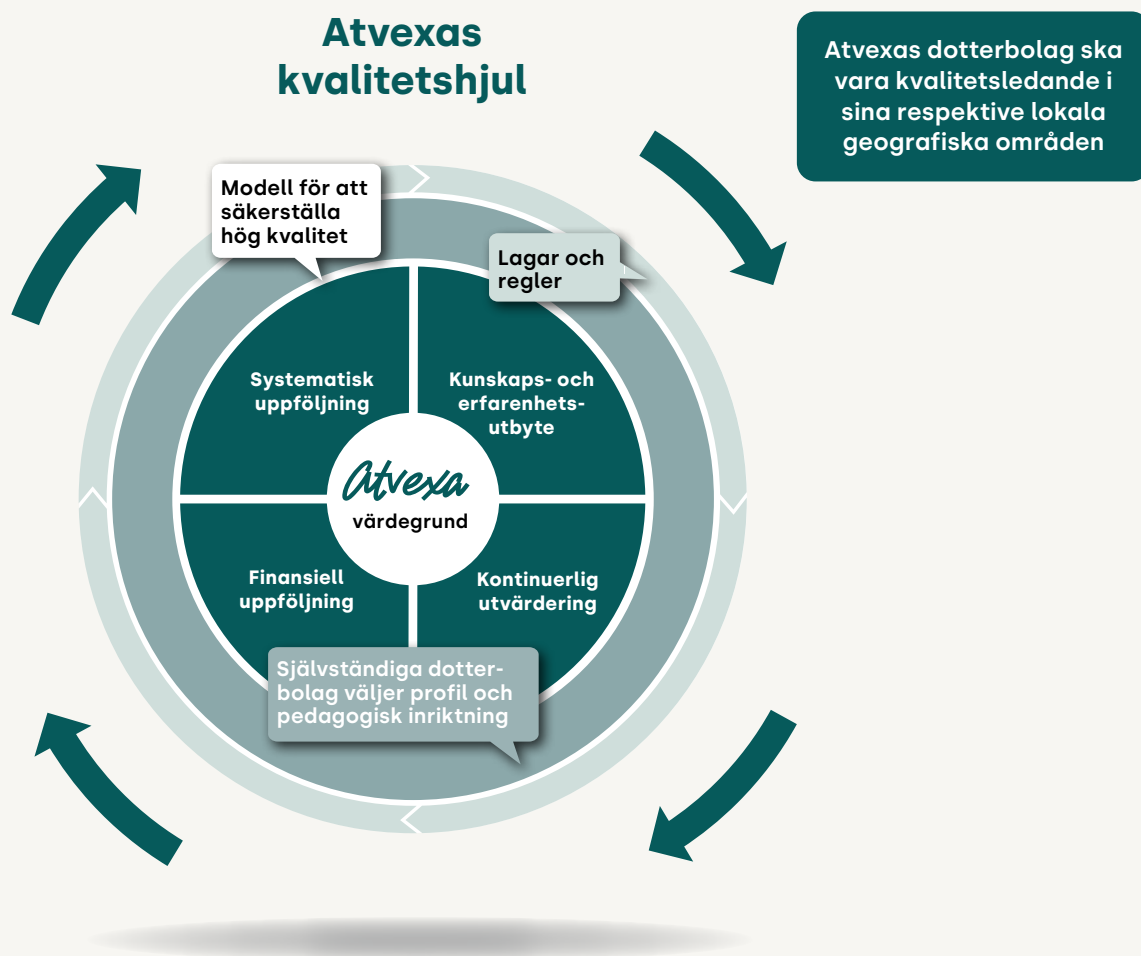 Atvexas
kvalitetshjul
Atvexas dotterbolag ska
vara kvalitetsledande i
sina respektive lokala
geografiska områden
Modell för att
säkerställa
hög kvalitet
Lagar och
regler
Systematisk
uppföljning
Kunskaps- och
erfarenhets-
utbyte
atvexa
värdegrund
Finansiell
uppföljning
Kontinuerlig
utvärdering
Självständiga dotter-
bolag väljer profil och
pedagogisk inriktning